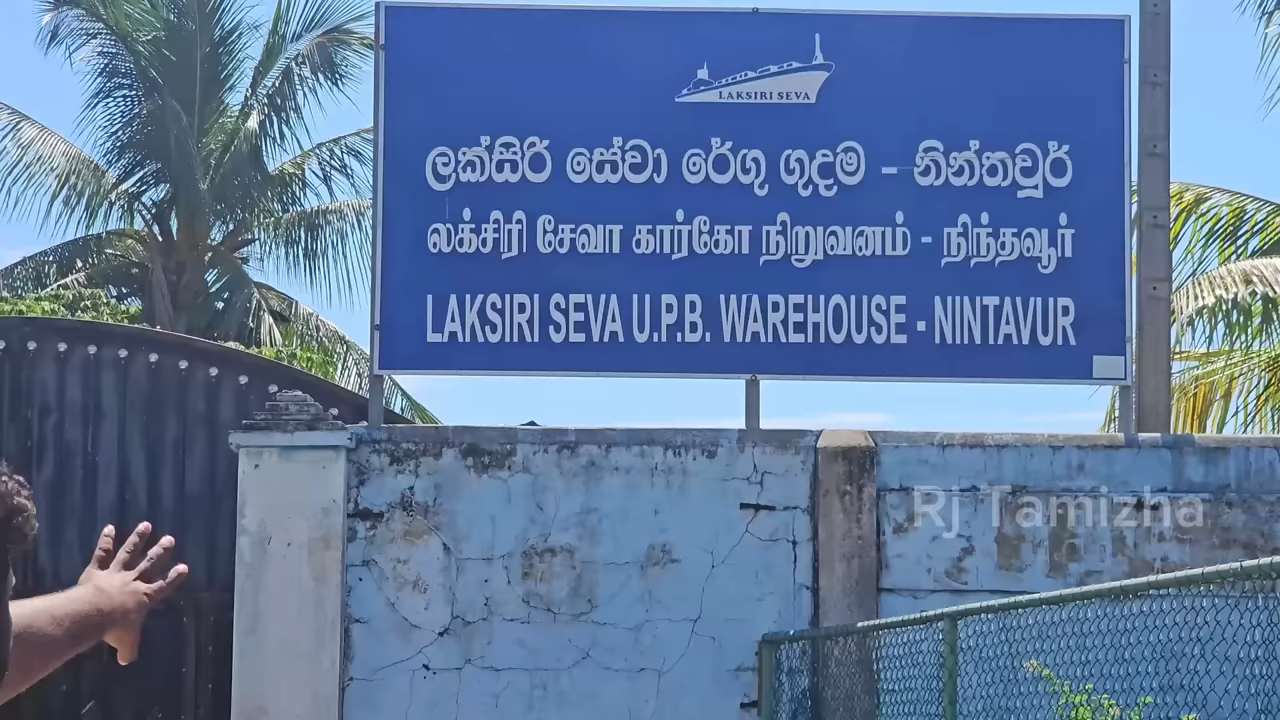 LAKSIRI SEVA
ලක්සිරි සේවා රේගු ගුදම - නින්තවූර්
லக்சிரி சேவா கார்கோ நிறுவனம் - நிந்தவூர்
LAKSIRI SEVA U.P.B. WAREHOUSE - NINTAVUR
Rj Tamizha